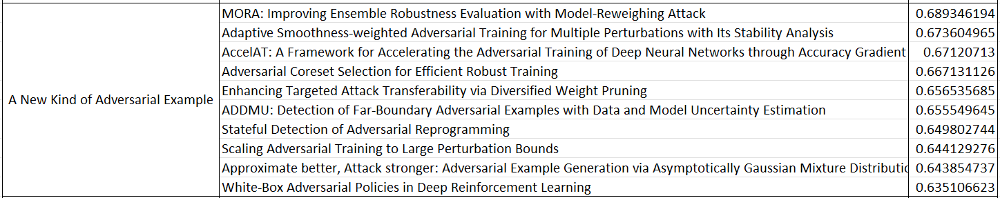 MORA: Improving Ensemble Robustness Evaluation with Model-Reweighing Attack 0.689346194
Adaptive Smoothness-weighted Adversarial Training for Multiple Perturbations with Its Stability Analysis 0.673604965
AccelAT: A Framework for Accelerating the Adversarial Training of Deep Neural Networks through Accuracy Gradient 0.67120713
Adversarial Coreset Selection for Efficient Robust Training 0.667131126
A New Kind of Adversarial Example
Enhancing Targeted Attack Transferability via Diversified Weight Pruning 0.656535685
ADDMU: Detection of Far-Boundary Adversarial Examples with Data and Model Uncertainty Estimation 0.655549645
Stateful Detection of Adversarial Reprogramming 0.649802744
Scaling Adversarial Training to Large Perturbation Bounds 0.644129276
Approximate better, Attack stronger: Adversarial Example Generation via Asymptotically Gaussian Mixture Distributio 0.643854737
White-Box Adversarial Policies in Deep Reinforcement Learning 0.635106623